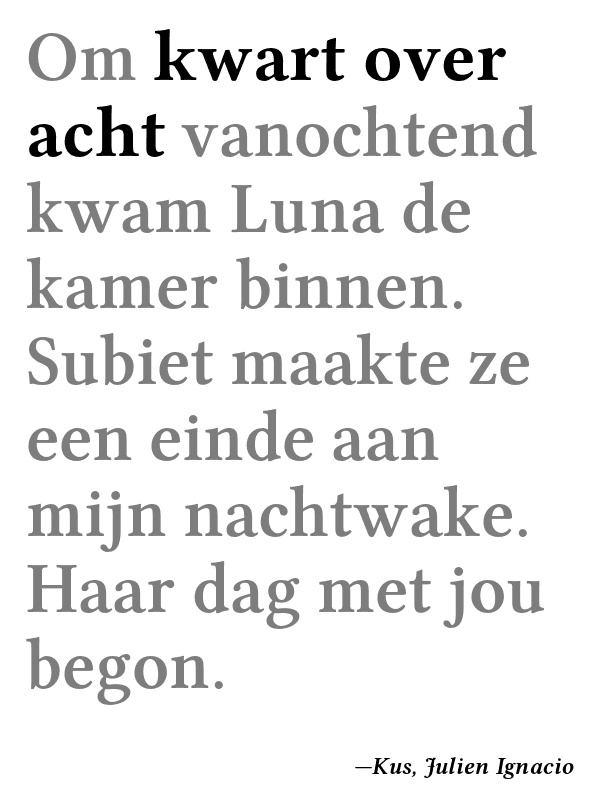 Om kwart over
acht vanochtend
kwam Luna de
kamer binnen.
Subiet maakte ze
een einde aan
mijn nachtwake.
Haar dag met jou
begon.
—Kus, Julien Ignacio